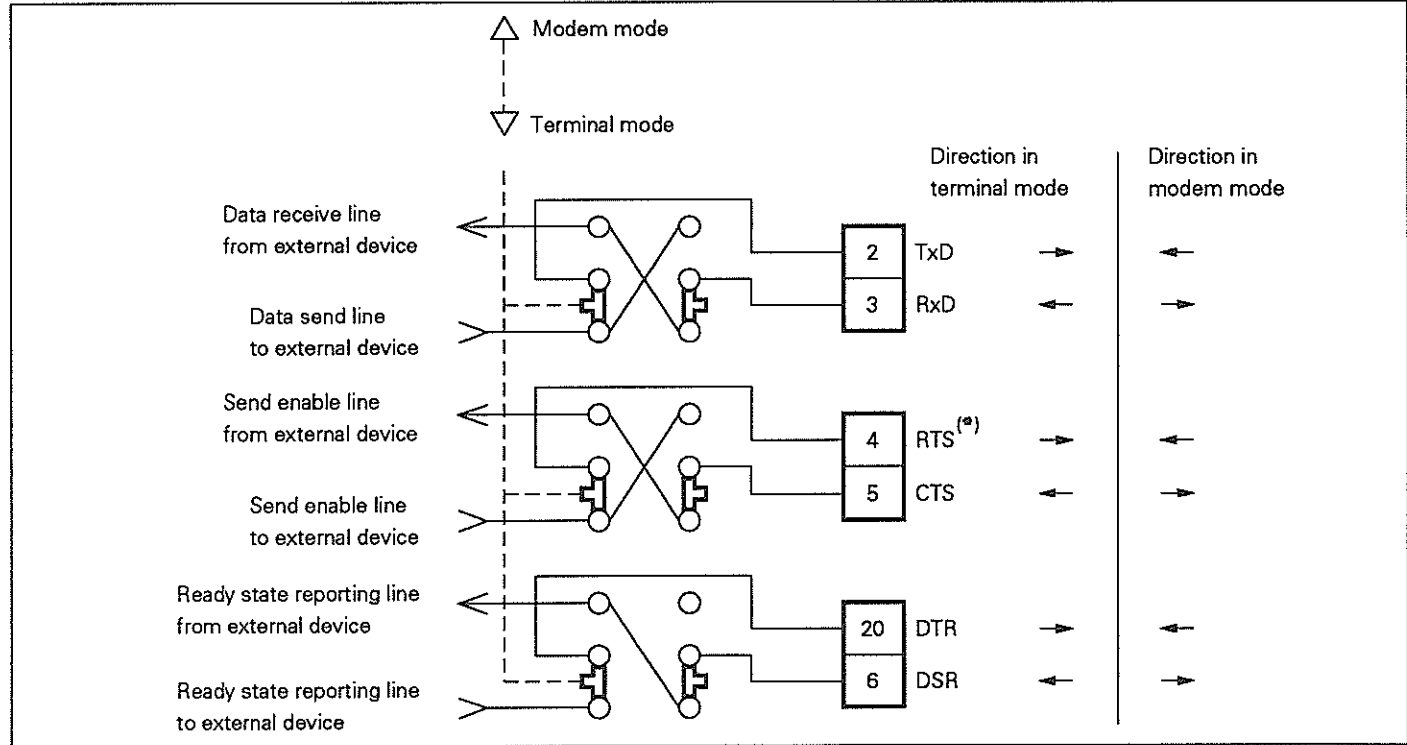 Modem mode
Terminal mode
Direction in
terminal mode
Direction in
modem mode
Data receive line
from external device
2 TxD
3 RxD
Data send line
to external device
Send enable line
from external device
4 RTS(*)
5 CTS
Send enable line
to external device
Ready state reporting line
from external device
20 DTR
6 DSR
Ready state reporting line
to external device